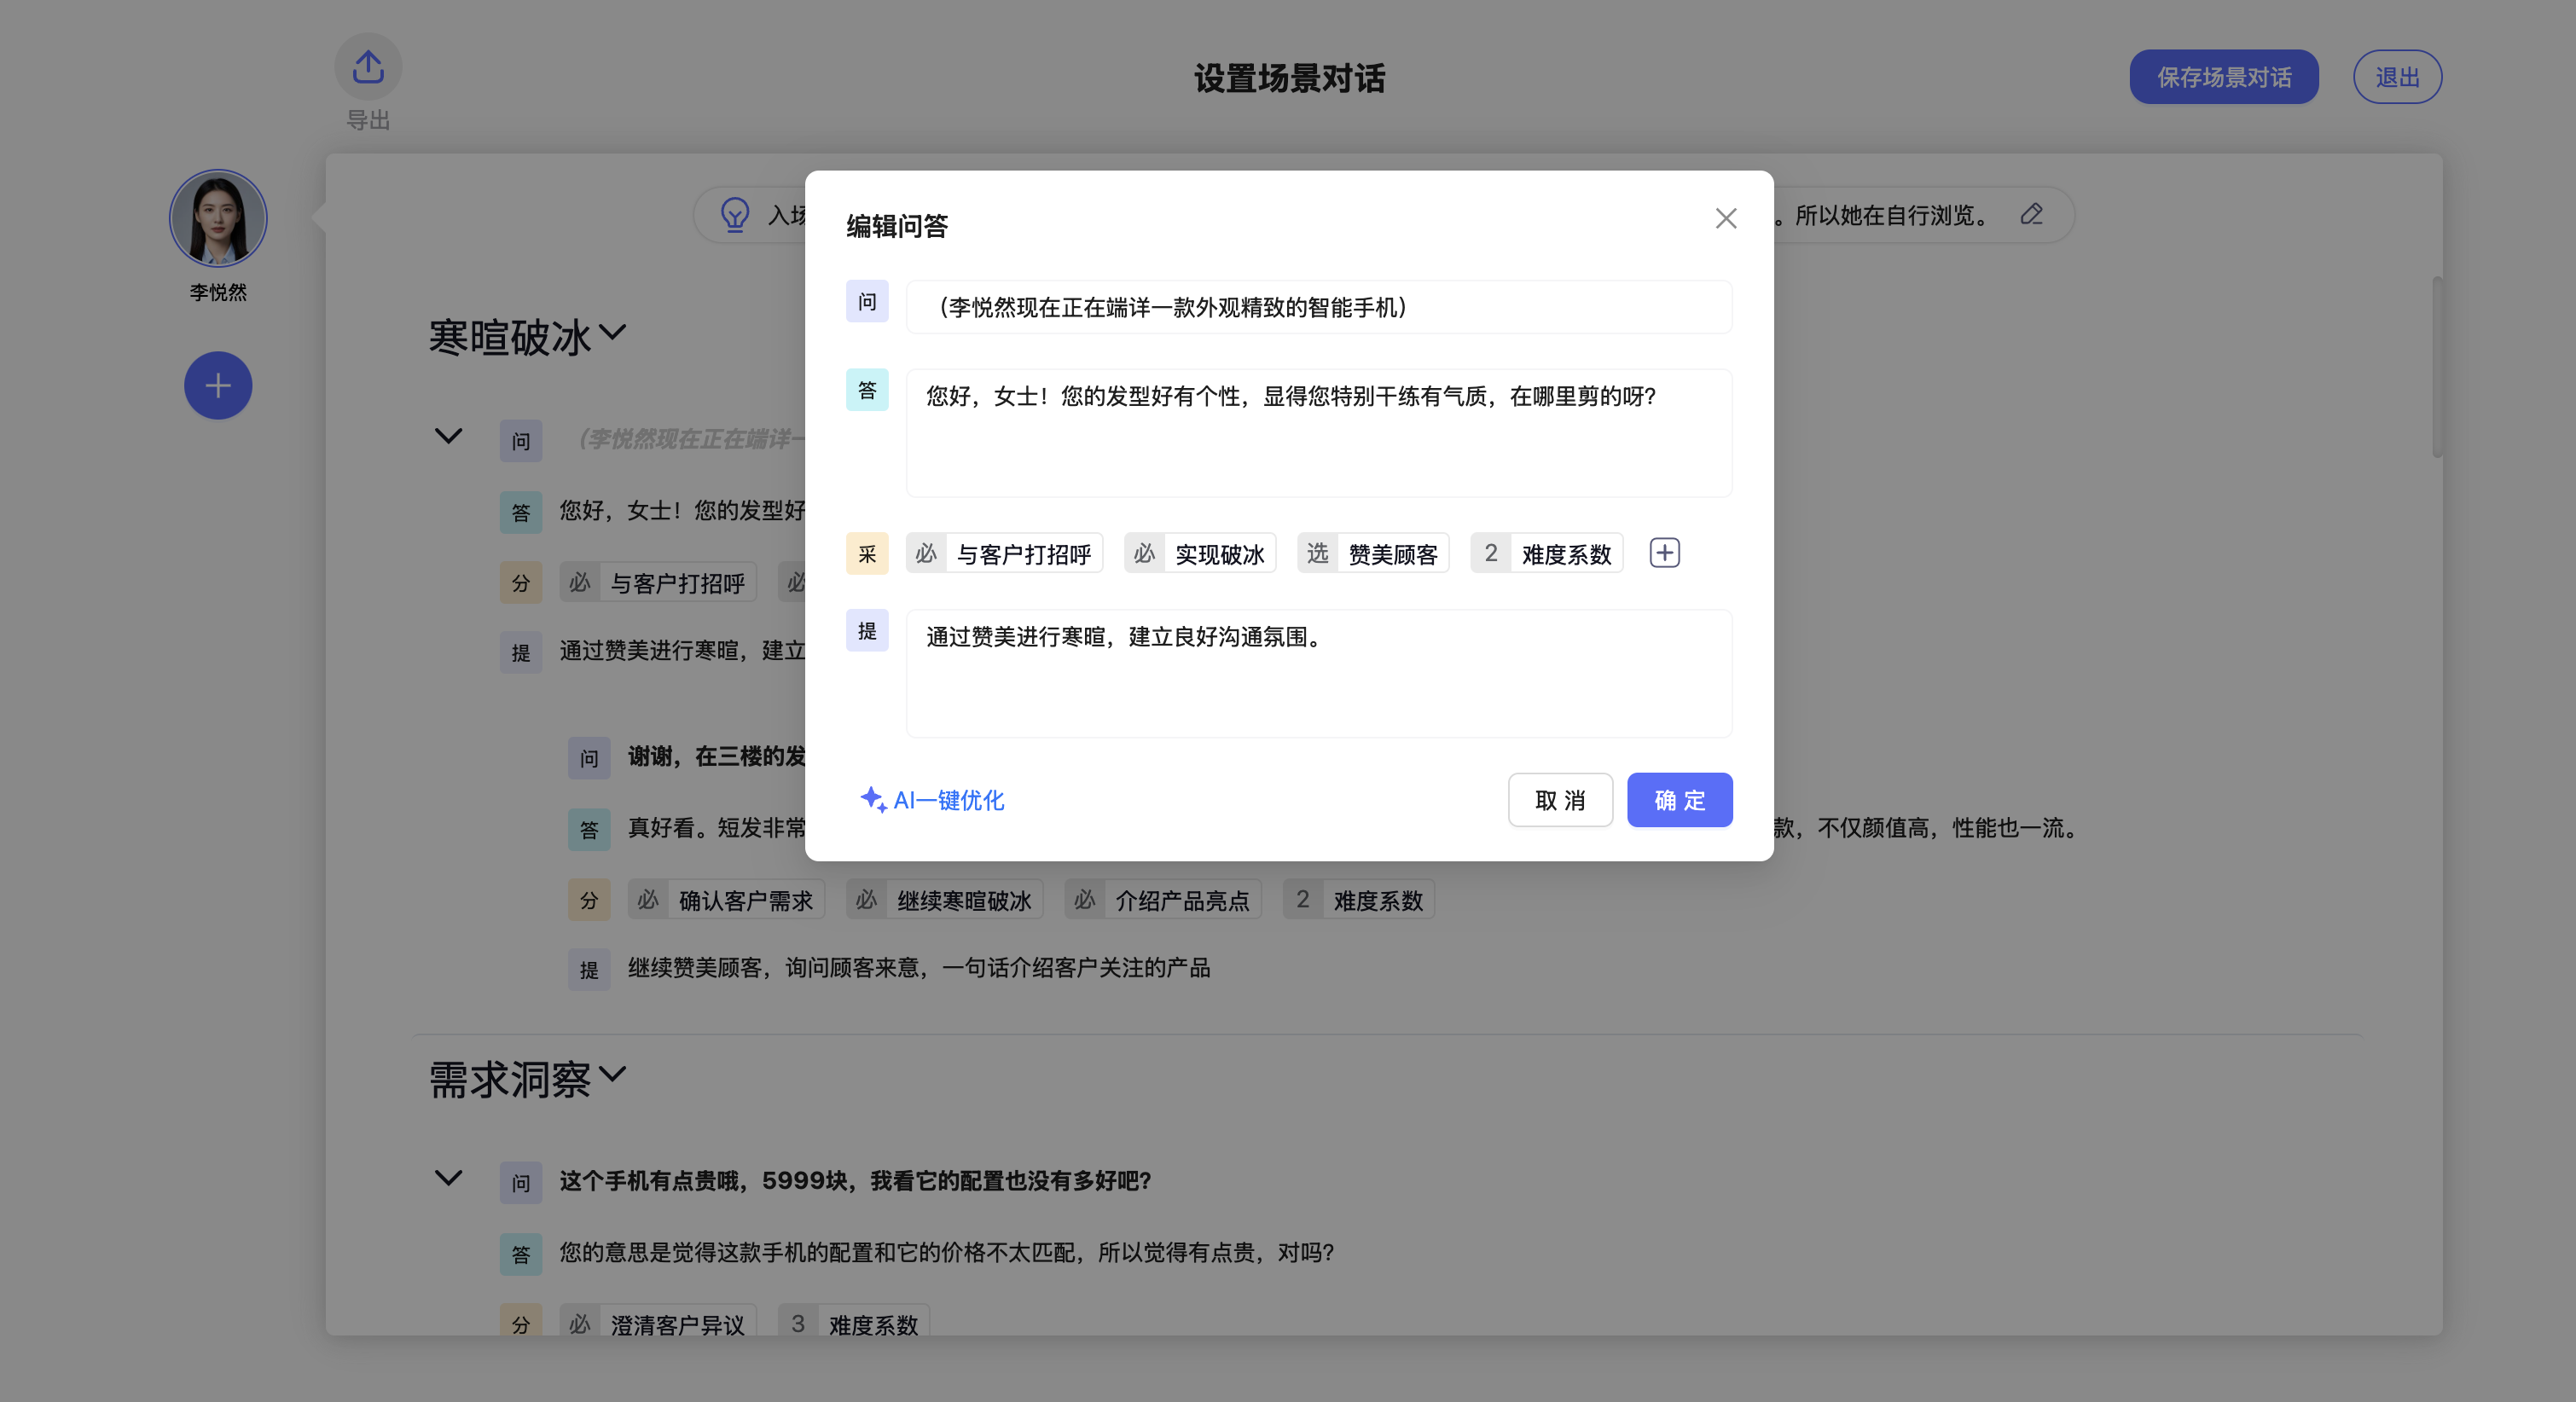 导出
设置场景对话
保存场景对话
退出
李悦然
入场
。所以她在自行浏览。
寒暄破冰
问 (李悦然现在正在端详一
答 您好，女士！您的发型好
分 必 与客户打招呼 必
提 通过赞美进行寒暄，建立
问 谢谢，在三楼的发
答 真好看。短发非常
款，不仅颜值高，性能也一流。
分 必 确认客户需求 必 继续寒暄破冰 必 介绍产品亮点 2 难度系数
提 继续赞美顾客，询问顾客来意，一句话介绍客户关注的产品
需求洞察
问 这个手机有点贵哦，5999块，我看它的配置也没有多好吧?
答 您的意思是觉得这款手机的配置和它的价格不太匹配，所以觉得有点贵，对吗?
分 必 澄清客户异议 3 难度系数
编辑问答
问 （李悦然现在正在端详一款外观精致的智能手机）
答 您好，女士！您的发型好有个性，显得您特别干练有气质，在哪里剪的呀?
采 必 与客户打招呼 必 实现破冰 选 赞美顾客 2 难度系数
提 通过赞美进行寒暄，建立良好沟通氛围。
AI一键优化
取 消
确 定